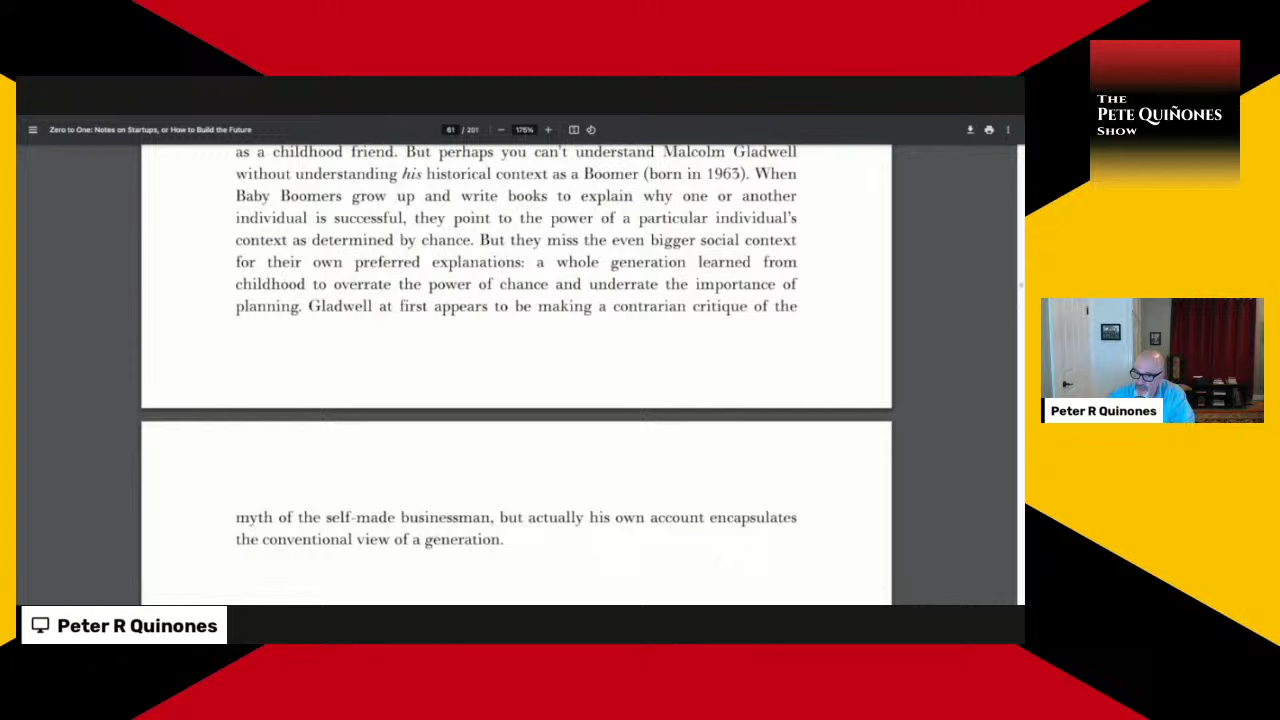 THE
PETE QUIÑONES
SHOW
Zero to One: Notes on Startups, or How to Build the Future
61 / 201
175%
as a childhood friend. But perhaps you can't understand Malcolm Gladwell
without understanding his historical context as a Boomer (born in 1963). When
Baby Boomers grow up and write books to explain why one or another
individual is successful, they point to the power of a particular individual's
context as determined by chance. But they miss the even bigger social context
for their own preferred explanations: a whole generation learned from
childhood to overrate the power of chance and underrate the importance of
planning. Gladwell at first appears to be making a contrarian critique of the
myth of the self-made businessman, but actually his own account encapsulates
the conventional view of a generation.
Peter R Quinones
Peter R Quinones